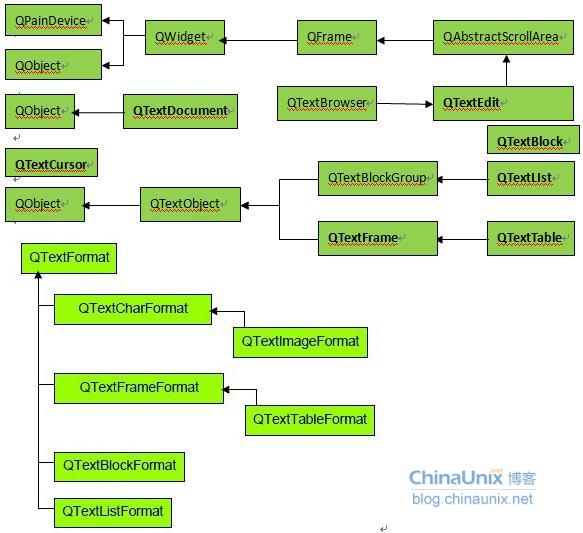 QPainDevice
QWidget
QFrame
QAbstractScrollArea
QObject
QObject
QTextDocument
QTextBrowser
QTextEdit
QTextBlock
QTextCursor
QTextBlockGroup
QTextLIst
QObject
QTextObject
QTextFrame
QTextTable
QTextFormat
QTextCharFormat
QTextImageFormat
QTextFrameFormat
QTextTableFormat
QTextBlockFormat
QTextListFormat
ChinaUnix.net 博客
blog.chinaunix.net